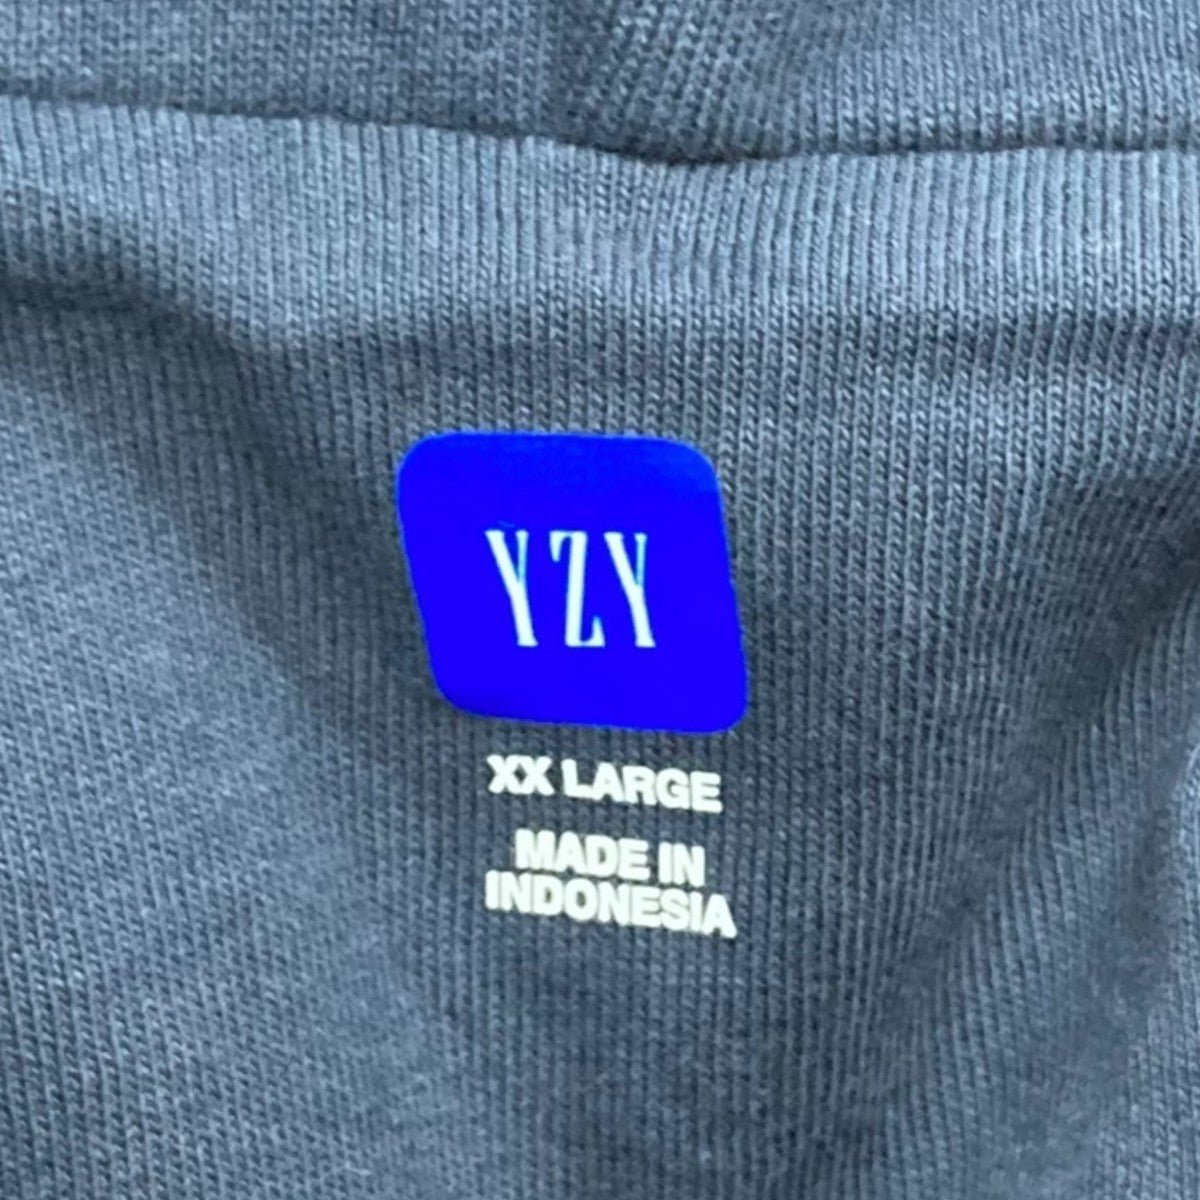 YZY
XX LARGE
MADE IN
INDONESIA